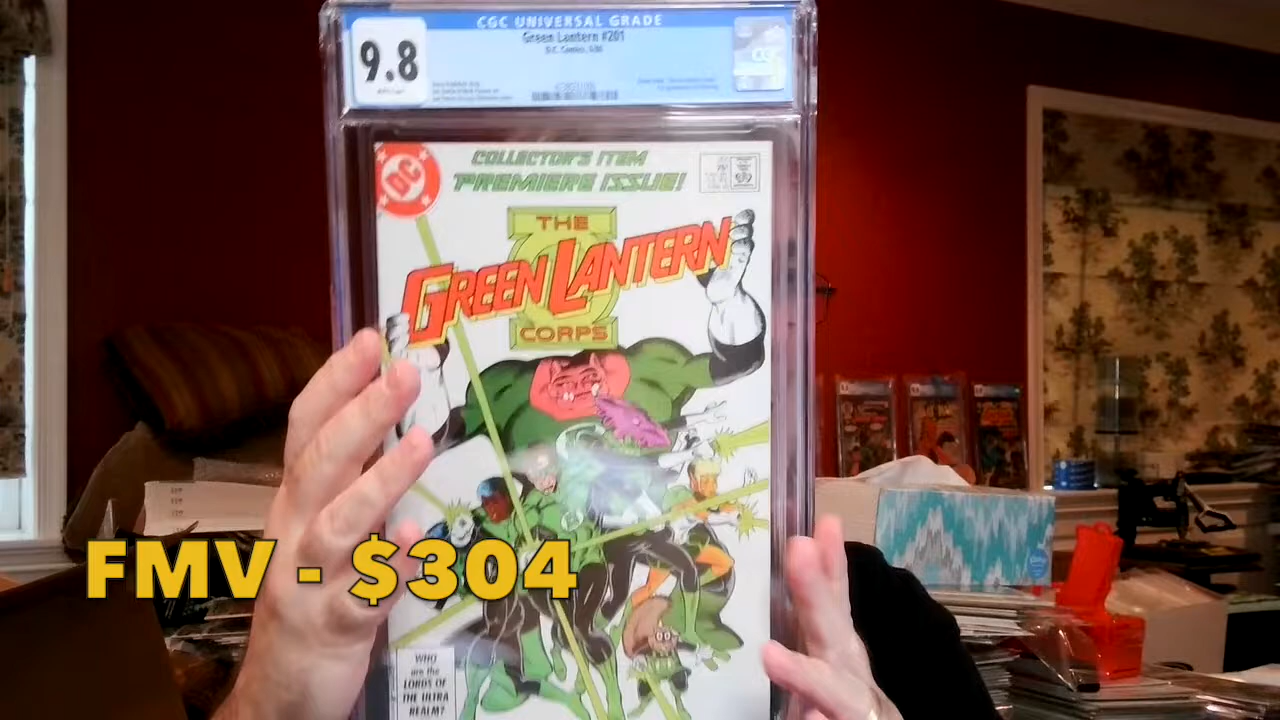 CGC UNIVERSAL GRADE
Green Lantern #201
D.C. Comics, 6/86
9.8
CGC
DC
COLLECTOR'S ITEM
PREMIERE ISSUE!
THE
GREEN LANTERN
CORPS
FMV - $304
WHO
are the
LORDS OF
THE ULTRA
REALM?